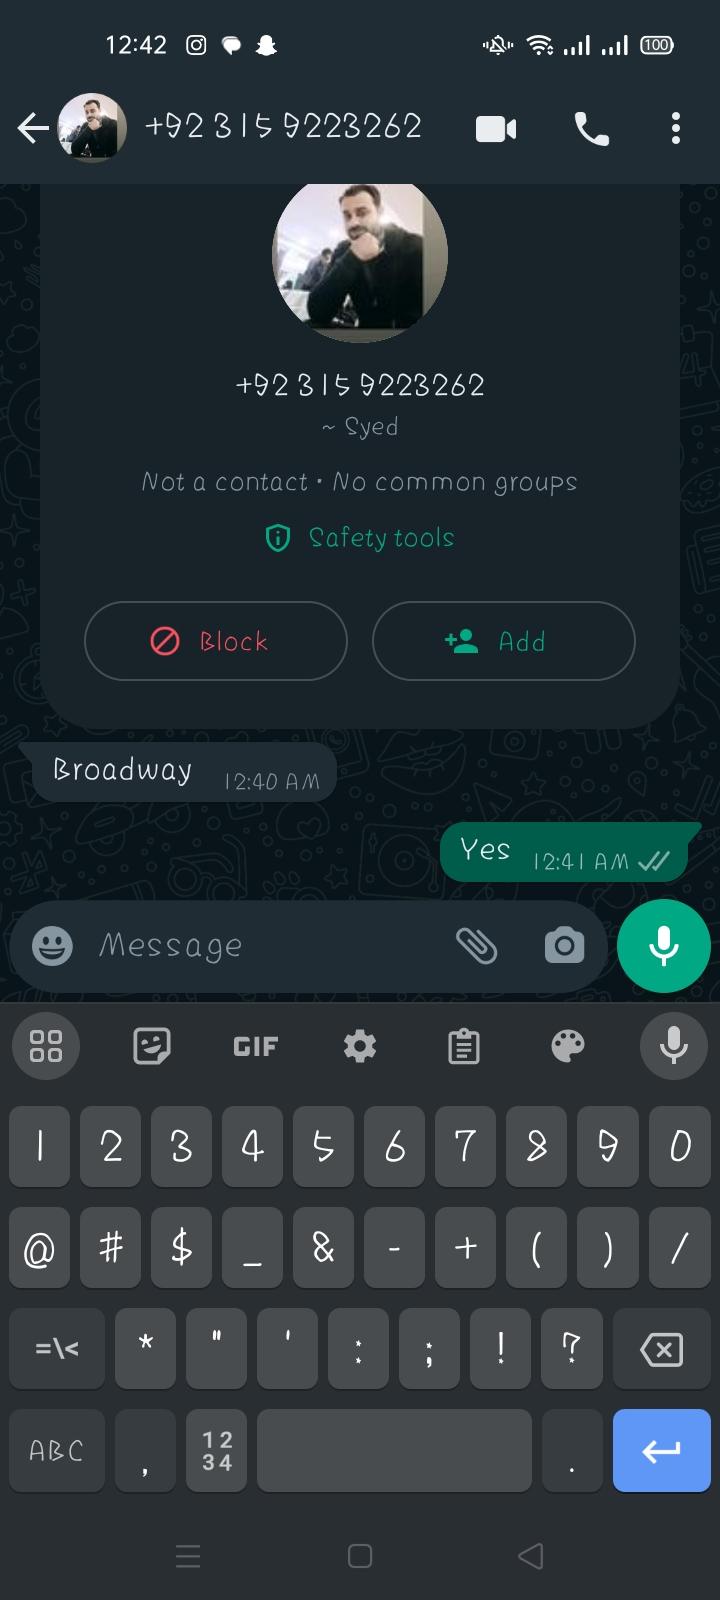 12:42 100
+92 315 9223262
+92 315 9223262
~ Syed
Not a contact • No common groups
Safety tools
Block Add
Broadway 12:40 AM
Yes 12:41 AM
Message
GIF
1 2 3 4 5 6 7 8 9 0
@ # $ _ & - + ( ) /
=\< * " ' : ; ! ?
ABC , 12 .
34